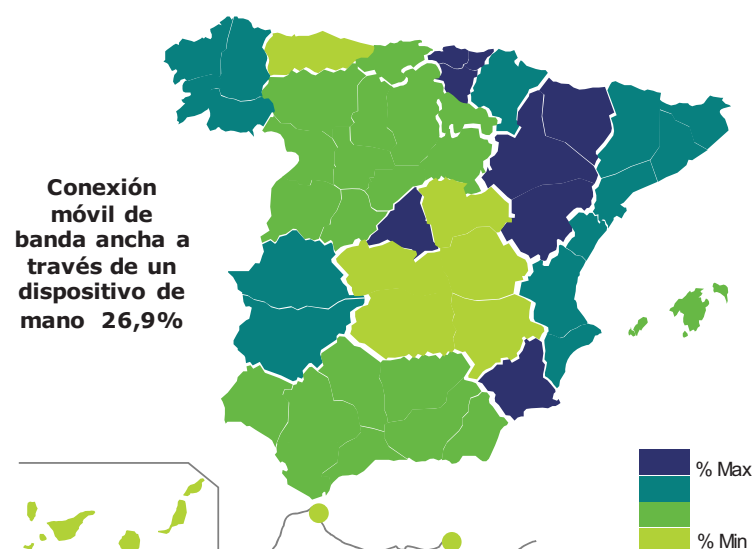 Conexión
móvil de
banda ancha a
través de un
dispositivo de
mano 26,9%
% Max
% Min